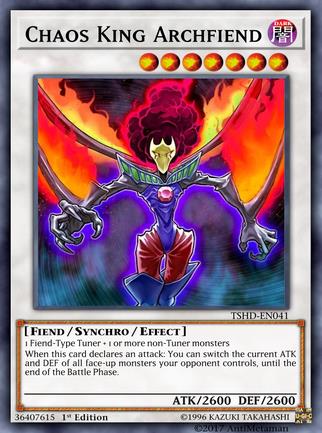 CHAOS KING ARCHFIEND
DARK
闇
TSHD-EN041
[FIEND / SYNCHRO / EFFECT]
1 Fiend-Type Tuner + 1 or more non-Tuner monsters
When this card declares an attack: You can switch the current ATK
and DEF of all face-up monsters your opponent controls, until the
end of the Battle Phase.
ATK/2600 DEF/2600
36407615 1st Edition
©1996 KAZUKI TAKAHASHI
©2017 AntiMetaman